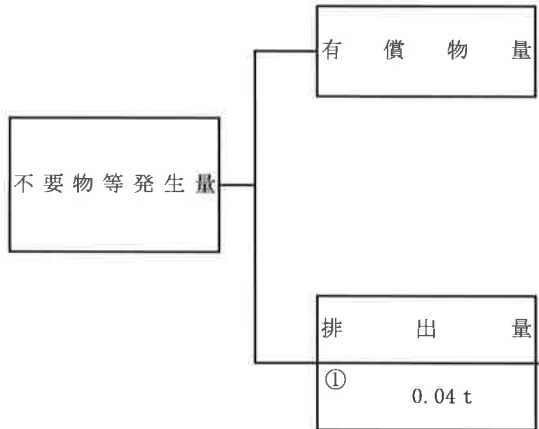 有償物量
不要物等発生量
排出量
①
0.04 t